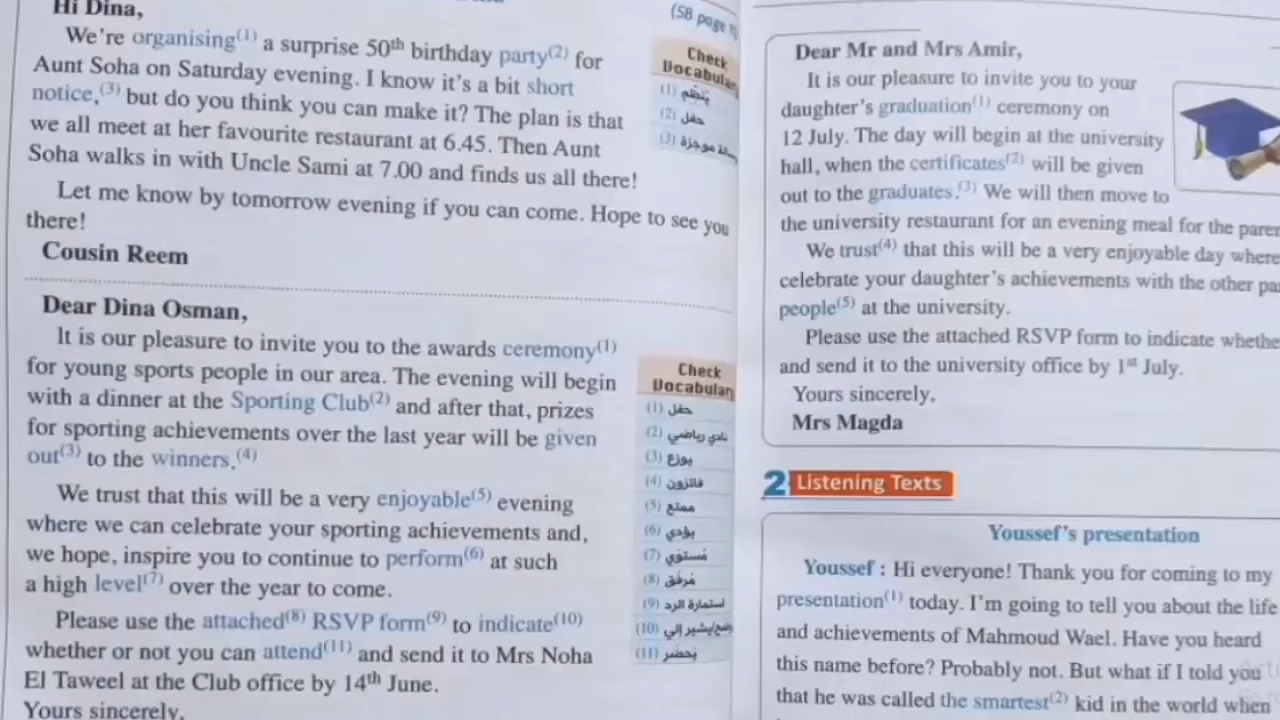 Hi Dina,
We're organising(1) a surprise 50th birthday party(2) for
Aunt Soha on Saturday evening. I know it's a bit short
notice,(3) but do you think you can make it? The plan is that
we all meet at her favourite restaurant at 6.45. Then Aunt
Soha walks in with Uncle Sami at 7.00 and finds us all there!
Let me know by tomorrow evening if you can come. Hope to see you
there!
Cousin Reem
(SB page
Check
Vocabulary
(1) ينظم
(2) حفل
(3) موجزة
Dear Dina Osman,
It is our pleasure to invite you to the awards ceremony(1)
for young sports people in our area. The evening will begin
with a dinner at the Sporting Club(2) and after that, prizes
for sporting achievements over the last year will be given
out(3) to the winners.(4)
We trust that this will be a very enjoyable(5) evening
where we can celebrate your sporting achievements and,
we hope, inspire you to continue to perform(6) at such
a high level(7) over the year to come.
Please use the attached(8) RSVP form(9) to indicate(10)
whether or not you can attend(11) and send it to Mrs Noha
El Taweel at the Club office by 14th June.
Yours sincerely,
Check
Vocabulary
(1) حفل
(2) نادي رياضي
(3) يوزع
(4) فائزون
(5) ممتع
(6) يؤدي
(7) مُستوى
(8) مُرفَق
(9) استمارة الرد
(10) يشير إلي
(11) يَحضر
Dear Mr and Mrs Amir,
It is our pleasure to invite you to your
daughter's graduation(1) ceremony on
12 July. The day will begin at the university
hall, when the certificates(2) will be given
out to the graduates.(3) We will then move to
the university restaurant for an evening meal for the paren
We trust(4) that this will be a very enjoyable day where
celebrate your daughter's achievements with the other pa
people(5) at the university.
Please use the attached RSVP form to indicate whethe
and send it to the university office by 1st July.
Yours sincerely,
Mrs Magda
2 Listening Texts
Youssef's presentation
Youssef : Hi everyone! Thank you for coming to my
presentation(1) today. I'm going to tell you about the life
and achievements of Mahmoud Wael. Have you heard
this name before? Probably not. But what if I told you
that he was called the smartest(2) kid in the world when